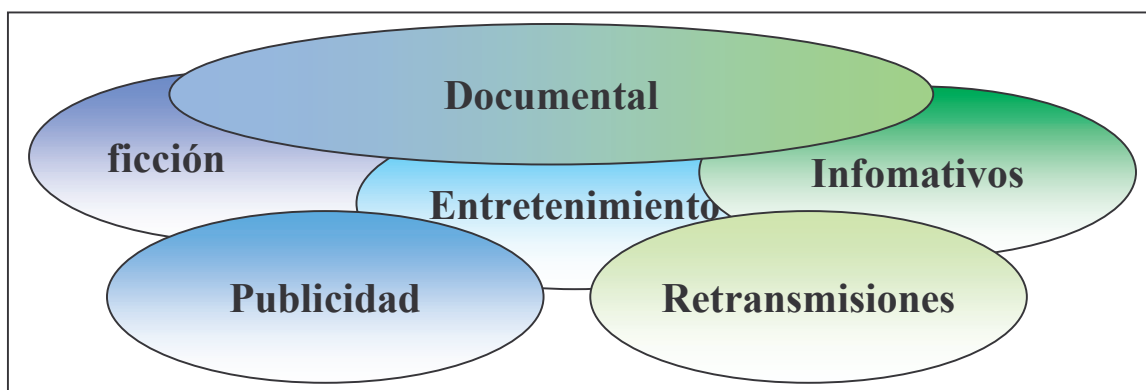 Documental
ficción
Infomativos
Entretenimiento
Publicidad
Retransmisiones